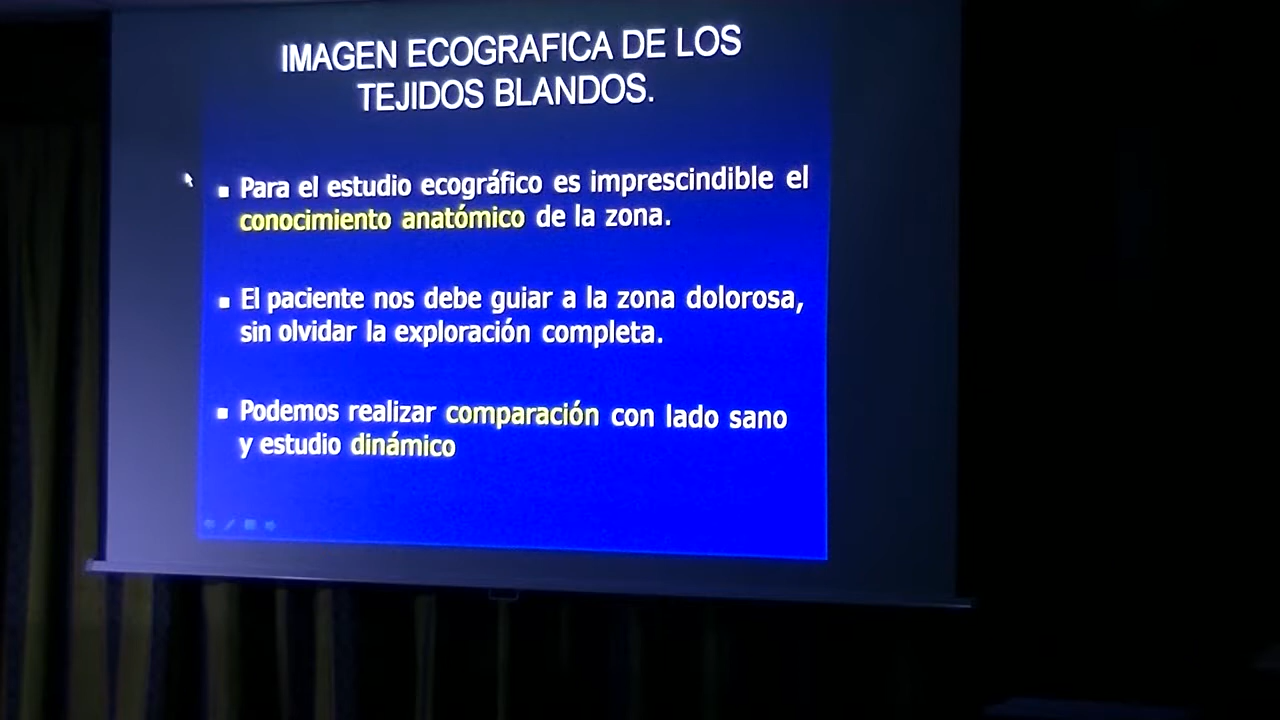 IMAGEN ECOGRAFICA DE LOS
TEJIDOS BLANDOS.
▪ Para el estudio ecográfico es imprescindible el
conocimiento anatómico de la zona.
▪ El paciente nos debe guiar a la zona dolorosa,
sin olvidar la exploración completa.
▪ Podemos realizar comparación con lado sano
y estudio dinámico